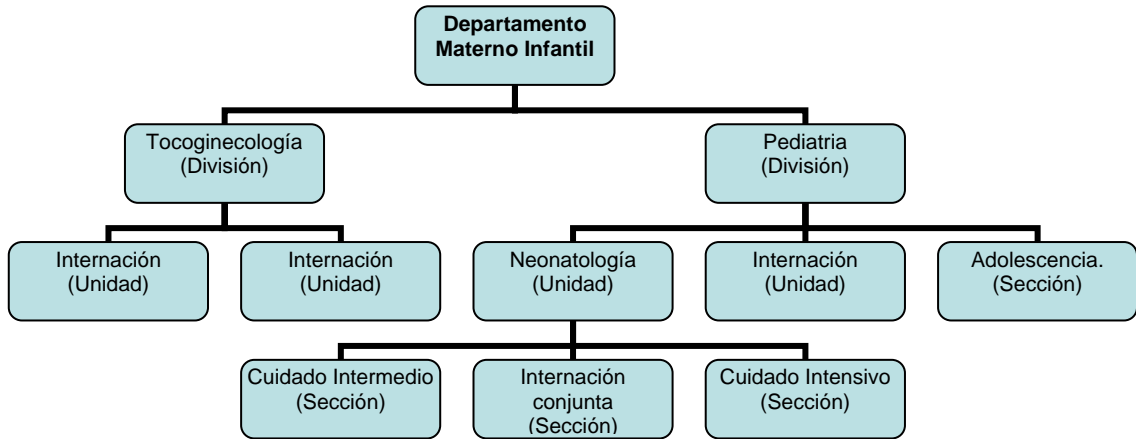 Departamento
Materno Infantil
Tocoginecología
(División)
Pediatria
(División)
Internación
(Unidad)
Internación
(Unidad)
Neonatología
(Unidad)
Internación
(Unidad)
Adolescencia.
(Sección)
Cuidado Intermedio
(Sección)
Internación
conjunta
(Sección)
Cuidado Intensivo
(Sección)